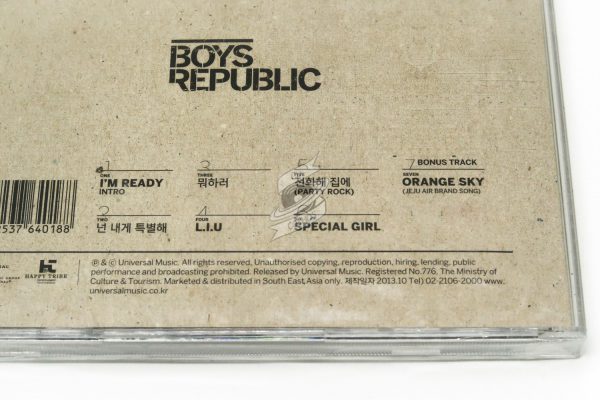 BOYS
REPUBLIC
1
ONE
I'M READY
INTRO
2
TWO
넌 내게 특별해
3
THREE
뭐하러
4
FOUR
L.I.U
5
전화해 집에
(PARTY ROCK)
SPECIAL GIRL
7 BONUS TRACK
SEVEN
ORANGE SKY
(JEJU AIR BRAND SONG)
2537 640188
HAPPY TRIBE
℗ & © Universal Music. All rights reserved, Unauthorised copying, reproduction, hiring, lending, public
performance and broadcasting prohibited. Released by Universal Music. Registered No.776, The Ministry of
Culture & Tourism. Marketed & distributed in South East Asia only. 제작일자 2013.10 Tel) 02-2106-2000 www.
universalmusic.co.kr